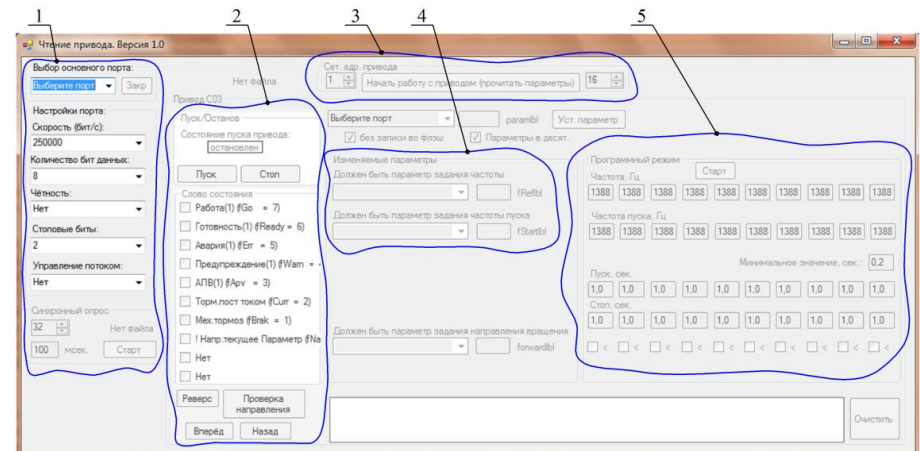 1 2 3 4 5
Чтение привода. Версия 1.0
Выбор основного порта:
Выберите порт Закр
Настройки порта:
Скорость (бит/с):
250000
Количество бит данных:
8
Чётность:
Нет
Стоповые биты:
2
Управление потоком:
Нет
Синхронный опрос
32 Нет файла
100 мсек. Старт
Нет файла
Привод С03
Пуск/Останов
Состояние пуска привода:
остановлен
Пуск Стоп
Слово состояния
Работа(1) (fGo = 7)
Готовность(1) (fReady = 6)
Авария(1) (fErr = 5)
Предупреждение(1) (fWarn =
АПВ(1) (fApv = 3)
Торм.пост током (fCurr = 2)
Мех.тормоз (fBrak = 1)
! Напр.текущее Параметр (fNa
Нет
Нет
Реверс Проверка
направления
Вперёд Назад
Сет. адр. привода
1 Начать работу с приводом (прочитать параметры) 16
Выберите порт paramlbl Уст. параметр
без записи во флэш Параметры в десят.
Изменяемые параметры
Должен быть параметр задания частоты
fReflbl
Должен быть параметр задания частоты пуска
fStartlbl
Должен быть параметр задания направления вращения
forwardlbl
Программный режим
Старт
Частота, Гц
1388 1388 1388 1388 1388 1388 1388 1388 1388
Частота пуска, Гц
1388 1388 1388 1388 1388 1388 1388 1388 1388
Минимальное значение, сек.: 0,2
Пуск, сек.
1,0 1,0 1,0 1,0 1,0 1,0 1,0 1,0 1,0
Стоп, сек.
1,0 1,0 1,0 1,0 1,0 1,0 1,0 1,0 1,0
< < < < < < < < <
Очистить